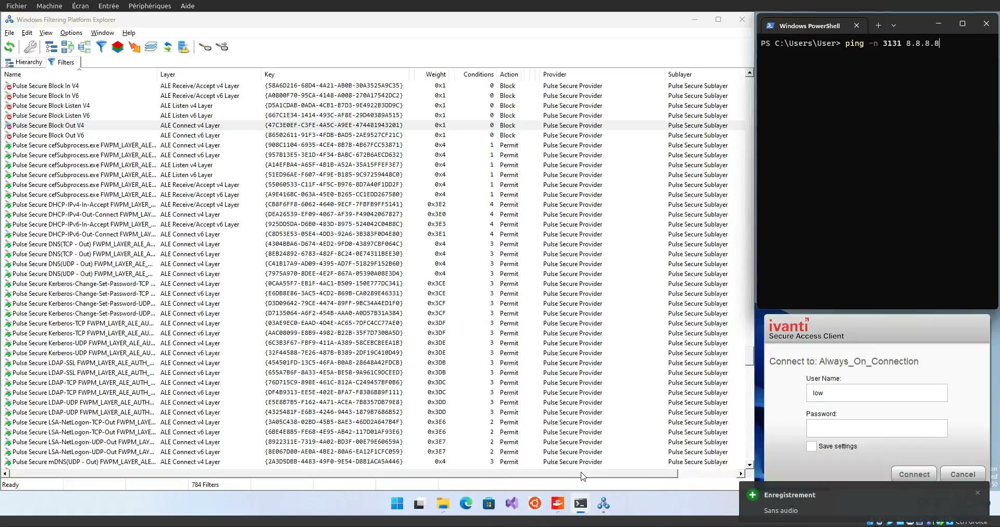 Fichier Machine Écran Entrée Périphériques Aide
Windows Filtering Platform Explorer
File Edit View Options Window Help
Hierarchy Filters
Name Layer Key Weight Conditions Action Provider Sublayer
Pulse Secure Block In V4 ALE Receive/Accept v4 Layer {58A6D216-68D4-4A21-AB0B-30A3525A9C35} 0x1 0 Block Pulse Secure Provider Pulse Secure Sublayer
Pulse Secure Block In V6 ALE Receive/Accept v6 Layer {A0800F70-95CA-4148-A008-270A17542DC2} 0x1 0 Block Pulse Secure Provider Pulse Secure Sublayer
Pulse Secure Block Listen V4 ALE Listen v4 Layer {D5A1CDAB-0ADA-4CB1-B7D3-9E4922B3DD9C} 0x1 0 Block Pulse Secure Provider Pulse Secure Sublayer
Pulse Secure Block Listen V6 ALE Listen v6 Layer {667C1E34-1414-493C-AF8E-29D40389A515} 0x1 0 Block Pulse Secure Provider Pulse Secure Sublayer
Pulse Secure Block Out V4 ALE Connect v4 Layer {47C3E0EF-C3FE-4A5C-A9EE-474481943201} 0x1 0 Block Pulse Secure Provider Pulse Secure Sublayer
Pulse Secure Block Out V6 ALE Connect v6 Layer {86502611-91F3-4FDB-BAD5-2AE9527CF21C} 0x1 0 Block Pulse Secure Provider Pulse Secure Sublayer
Pulse Secure cefSubprocess.exe FWPM_LAYER_ALE... ALE Connect v4 Layer {908C1104-6935-4CE4-8B7B-4B67FCC53871} 0x4 1 Permit Pulse Secure Provider Pulse Secure Sublayer
Pulse Secure cefSubprocess.exe FWPM_LAYER_ALE... ALE Connect v6 Layer {957B13E5-3E1D-4F34-BABC-672B6AECD632} 0x4 1 Permit Pulse Secure Provider Pulse Secure Sublayer
Pulse Secure cefSubprocess.exe FWPM_LAYER_ALE... ALE Listen v4 Layer {A14EFBA4-A65F-4B1B-A52A-35A15FFEF3E7} 0x4 1 Permit Pulse Secure Provider Pulse Secure Sublayer
Pulse Secure cefSubprocess.exe FWPM_LAYER_ALE... ALE Listen v6 Layer {51ED96AE-F607-4F9E-B185-9C97259448C0} 0x4 1 Permit Pulse Secure Provider Pulse Secure Sublayer
Pulse Secure cefSubprocess.exe FWPM_LAYER_ALE... ALE Receive/Accept v4 Layer {55060533-C11F-4F5C-B976-8D7A40F1DD2F} 0x4 1 Permit Pulse Secure Provider Pulse Secure Sublayer
Pulse Secure cefSubprocess.exe FWPM_LAYER_ALE... ALE Receive/Accept v6 Layer {A9E416BC-063A-45E0-B265-CC1EDD267580} 0x4 1 Permit Pulse Secure Provider Pulse Secure Sublayer
Pulse Secure DHCP-IPv4-In-Accept FWPM_LAYER_... ALE Receive/Accept v4 Layer {CB8F6FF8-6062-4640-9ECF-7FBFB9FF5141} 0x3E2 4 Permit Pulse Secure Provider Pulse Secure Sublayer
Pulse Secure DHCP-IPv4-Out-Connect FWPM_LAY... ALE Connect v4 Layer {DEA26539-EF09-4067-AF39-F49042067827} 0x3E0 4 Permit Pulse Secure Provider Pulse Secure Sublayer
Pulse Secure DHCP-IPv6-In-Accept FWPM_LAYER_... ALE Receive/Accept v6 Layer {925DD5DA-D6B0-483D-8975-524042C04B8C} 0x3E3 4 Permit Pulse Secure Provider Pulse Secure Sublayer
Pulse Secure DHCP-IPv6-Out-Connect FWPM_LAY... ALE Connect v6 Layer {C8D53E53-05E4-4DD3-92A6-3B383F0D4E80} 0x3E1 4 Permit Pulse Secure Provider Pulse Secure Sublayer
Pulse Secure DNS(TCP - Out) FWPM_LAYER_ALE_A... ALE Connect v4 Layer {4304BBA6-D674-4ED2-9FD0-43897CBF064C} 0x4 3 Permit Pulse Secure Provider Pulse Secure Sublayer
Pulse Secure DNS(TCP - Out) FWPM_LAYER_ALE_A... ALE Connect v6 Layer {8EB24892-6783-482F-8C24-0E74311BEE30} 0x4 3 Permit Pulse Secure Provider Pulse Secure Sublayer
Pulse Secure DNS(UDP - Out) FWPM_LAYER_ALE_... ALE Connect v4 Layer {C41B17A9-AD09-4395-AD7F-51829F152B60} 0x4 3 Permit Pulse Secure Provider Pulse Secure Sublayer
Pulse Secure DNS(UDP - Out) FWPM_LAYER_ALE_... ALE Connect v6 Layer {7975A970-8DEE-4E2F-867A-05390A08E3D4} 0x4 3 Permit Pulse Secure Provider Pulse Secure Sublayer
Pulse Secure Kerberos-Change-Set-Password-TCP ... ALE Connect v4 Layer {0CAA55F7-EB1F-4AC1-B509-150E777DC341} 0x3CE 3 Permit Pulse Secure Provider Pulse Secure Sublayer
Pulse Secure Kerberos-Change-Set-Password-TCP ... ALE Connect v6 Layer {E6DB8E86-3AC5-4CD2-869B-CA0289E46331} 0x3CE 3 Permit Pulse Secure Provider Pulse Secure Sublayer
Pulse Secure Kerberos-Change-Set-Password-UDP... ALE Connect v4 Layer {D3D09642-79CE-4474-89FF-9BC34A4ED1F0} 0x3CF 3 Permit Pulse Secure Provider Pulse Secure Sublayer
Pulse Secure Kerberos-Change-Set-Password-UDP... ALE Connect v6 Layer {D7135064-A6F2-454B-AAA0-A0D57B31A384} 0x3CF 3 Permit Pulse Secure Provider Pulse Secure Sublayer
Pulse Secure Kerberos-TCP FWPM_LAYER_ALE_AU... ALE Connect v4 Layer {03AE9EC0-EAAD-4D4E-AC65-7DFC4CC77AE0} 0x3DF 3 Permit Pulse Secure Provider Pulse Secure Sublayer
Pulse Secure Kerberos-TCP FWPM_LAYER_ALE_AU... ALE Connect v6 Layer {AAC08099-E8B9-4982-B22B-35F7D730BA5D} 0x3DF 3 Permit Pulse Secure Provider Pulse Secure Sublayer
Pulse Secure Kerberos-UDP FWPM_LAYER_ALE_AU... ALE Connect v4 Layer {6C3B3F67-FBF9-411A-A389-58CEBCBEEA1B} 0x3DE 3 Permit Pulse Secure Provider Pulse Secure Sublayer
Pulse Secure Kerberos-UDP FWPM_LAYER_ALE_AU... ALE Connect v6 Layer {32F44588-7E26-487B-B389-2DF19C410D49} 0x3DE 3 Permit Pulse Secure Provider Pulse Secure Sublayer
Pulse Secure LDAP-SSL FWPM_LAYER_ALE_AUTH_... ALE Connect v4 Layer {454501FD-13C5-46FA-B0A8-28648A42FDCB} 0x3DB 3 Permit Pulse Secure Provider Pulse Secure Sublayer
Pulse Secure LDAP-SSL FWPM_LAYER_ALE_AUTH_... ALE Connect v6 Layer {655A7B6F-8A33-4E5A-BE58-9A961C9DCEED} 0x3DB 3 Permit Pulse Secure Provider Pulse Secure Sublayer
Pulse Secure LDAP-TCP FWPM_LAYER_ALE_AUTH_... ALE Connect v4 Layer {76D715C9-898E-461C-812A-C249457BF0B6} 0x3DC 3 Permit Pulse Secure Provider Pulse Secure Sublayer
Pulse Secure LDAP-TCP FWPM_LAYER_ALE_AUTH_... ALE Connect v6 Layer {DF4B9313-EE5E-402E-8FA7-F8386B89F111} 0x3DC 3 Permit Pulse Secure Provider Pulse Secure Sublayer
Pulse Secure LDAP-UDP FWPM_LAYER_ALE_AUTH... ALE Connect v4 Layer {E5E8B7B5-F162-4A71-ACEA-7B8357DB79E8} 0x3DD 3 Permit Pulse Secure Provider Pulse Secure Sublayer
Pulse Secure LDAP-UDP FWPM_LAYER_ALE_AUTH... ALE Connect v6 Layer {4325481F-E6B3-4246-9443-1879B7686B52} 0x3DD 3 Permit Pulse Secure Provider Pulse Secure Sublayer
Pulse Secure LSA-NetLogon-TCP-Out FWPM_LAYE... ALE Connect v4 Layer {3A05C438-02BD-45B5-8AE3-46DD2A647B4F} 0x3E6 2 Permit Pulse Secure Provider Pulse Secure Sublayer
Pulse Secure LSA-NetLogon-TCP-Out FWPM_LAYE... ALE Connect v6 Layer {6BE4E8B5-FE68-4E95-AB42-117D01AF93E6} 0x3E6 2 Permit Pulse Secure Provider Pulse Secure Sublayer
Pulse Secure LSA-NetLogon-UDP-Out FWPM_LAY... ALE Connect v4 Layer {8922311E-7319-4A02-BD3F-00E79E60659A} 0x3E7 2 Permit Pulse Secure Provider Pulse Secure Sublayer
Pulse Secure LSA-NetLogon-UDP-Out FWPM_LAY... ALE Connect v6 Layer {8E067D80-AE0A-4BE2-80A6-EA12F1CFC059} 0x3E7 2 Permit Pulse Secure Provider Pulse Secure Sublayer
Pulse Secure mDNS(UDP - Out) FWPM_LAYER_ALE... ALE Connect v4 Layer {2A3D5DBB-4483-49F0-9E54-D8B1ACA5A446} 0x4 3 Permit Pulse Secure Provider Pulse Secure Sublayer
Ready 784 Filters
Windows PowerShell
PS C:\Users\User> ping -n 3131 8.8.8.8
ivanti
Secure Access Client
Connect to: Always_On_Connection
User Name:
low
Password:
Save settings
Connect Cancel
on
ed
50
Enregistrement
Sans audio
Ctrl droite